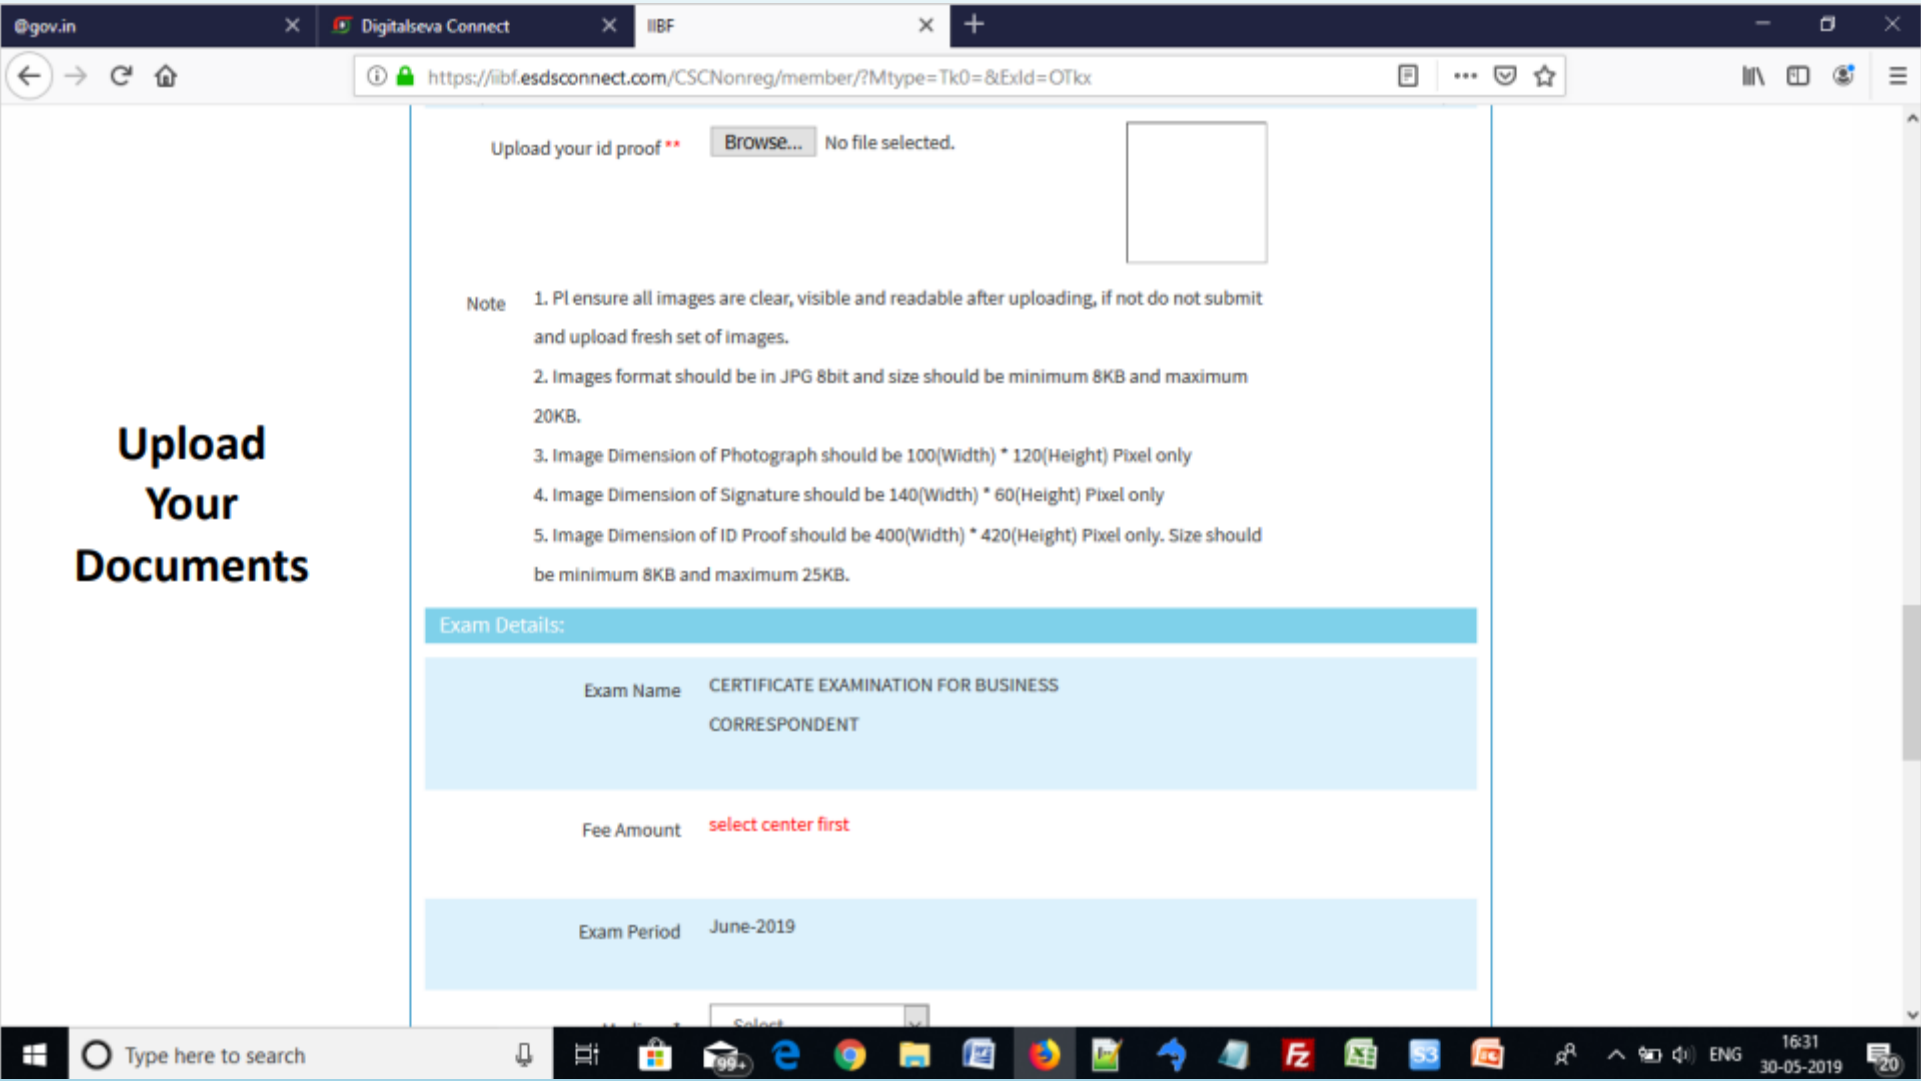 @gov.in
Digitalseva Connect
IIBF
https://iibf.esdsconnect.com/CSCNonreg/member/?Mtype=Tk0=&ExId=OTkx
Upload your id proof ** Browse... No file selected.
Note 1. Pl ensure all images are clear, visible and readable after uploading, if not do not submit
and upload fresh set of images.
2. Images format should be in JPG 8bit and size should be minimum 8KB and maximum
20KB.
3. Image Dimension of Photograph should be 100(Width) * 120(Height) Pixel only
4. Image Dimension of Signature should be 140(Width) * 60(Height) Pixel only
5. Image Dimension of ID Proof should be 400(Width) * 420(Height) Pixel only. Size should
be minimum 8KB and maximum 25KB.
Upload
Your
Documents
Exam Details:
Exam Name CERTIFICATE EXAMINATION FOR BUSINESS
CORRESPONDENT
Fee Amount select center first
Exam Period June-2019
Select
Type here to search
99+
S3
ENG
16:31
30-05-2019
20